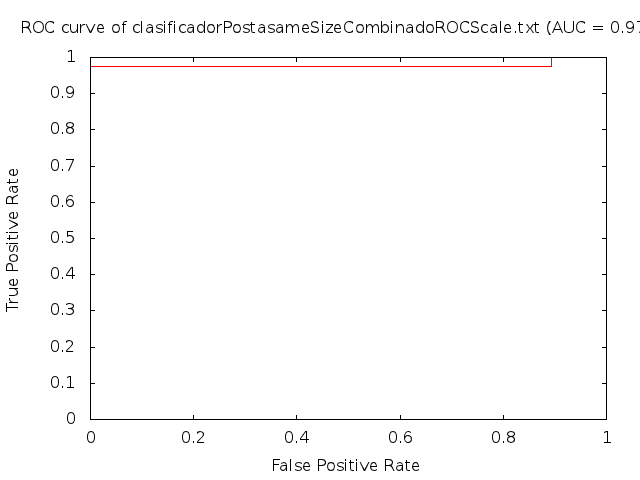 ROC curve of clasificadorPostasameSizeCombinadoROCScale.txt (AUC = 0.97
1
0.9
0.8
0.7
0.6
0.5
0.4
0.3
0.2
0.1
0
True Positive Rate
0 0.2 0.4 0.6 0.8 1
False Positive Rate